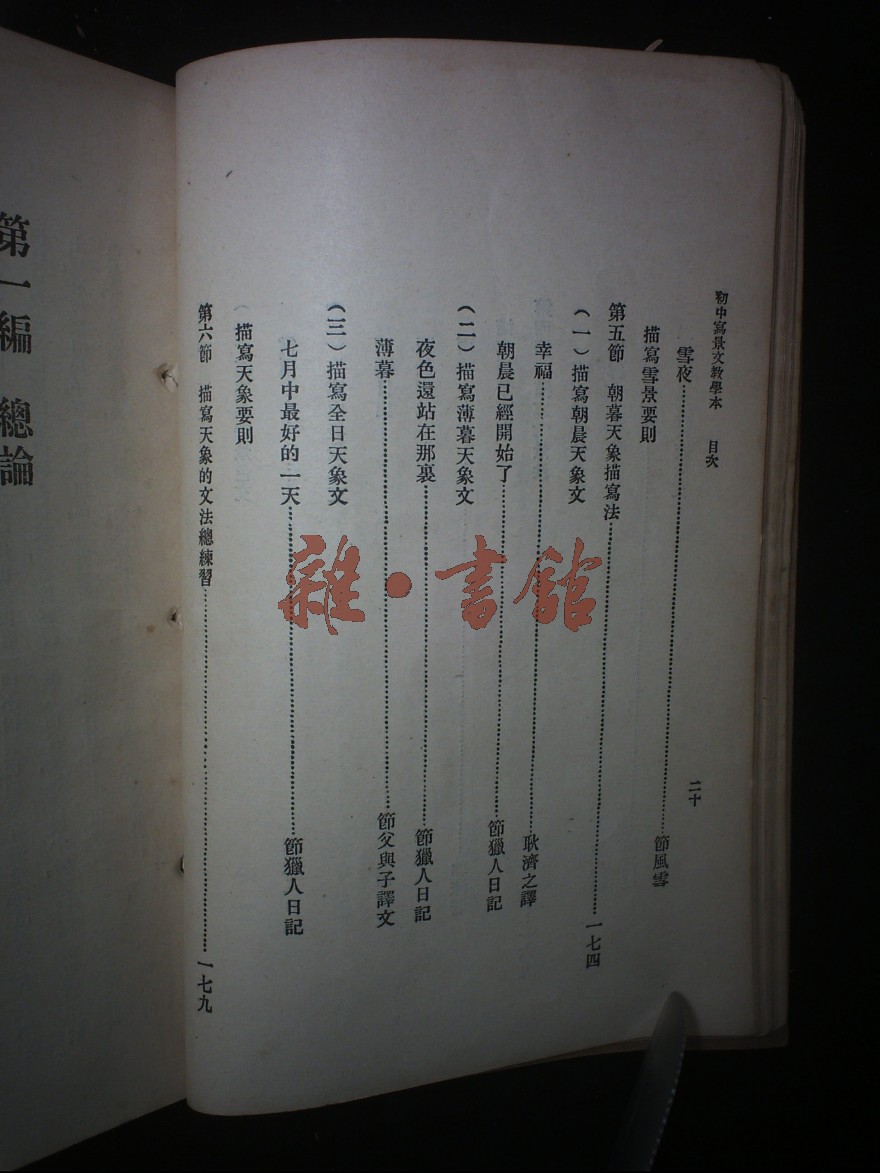 初中寫景文教學本 目次 二十
雪夜……節風雪
描寫雪景要則
第五節 朝暮天象描寫法……一七四
（一）描寫朝晨天象文
幸福……耿濟之譯
朝晨已經開始了……節獵人日記
（二）描寫薄暮天象文
夜色還站在那裏……節獵人日記
薄暮……節父與子譯文
（三）描寫全日天象文
七月中最好的一天……節獵人日記
描寫天象要則
第六節 描寫天象的文法總練習……一七九
第一編 總論
雜·書館